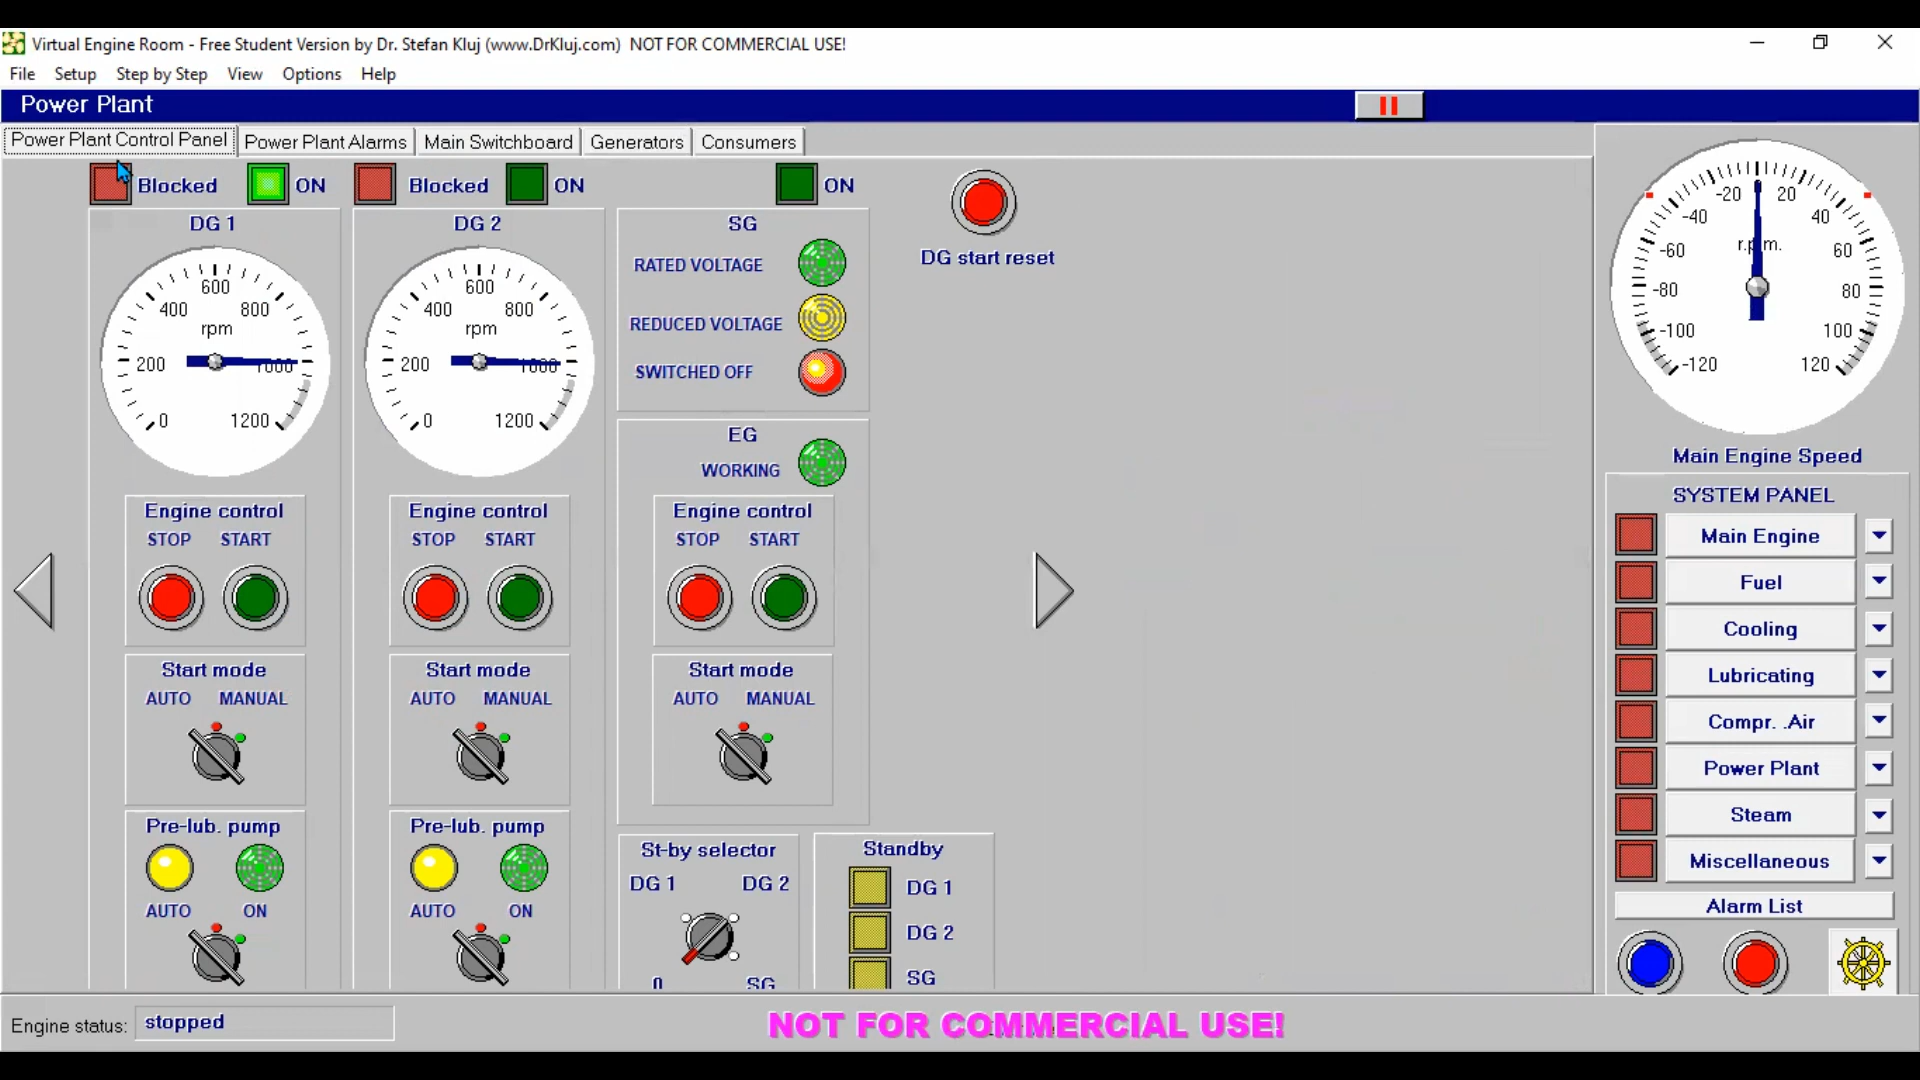 Virtual Engine Room - Free Student Version by Dr. Stefan Kluj (www.DrKluj.com)  NOT FOR COMMERCIAL USE!
File Setup Step by Step View Options Help
Power Plant
Power Plant Control Panel Power Plant Alarms Main Switchboard Generators Consumers
Blocked ON Blocked ON ON
DG 1
0 200 400 600 800 1000 1200
rpm
Engine control
STOP START
Start mode
AUTO MANUAL
Pre-lub. pump
AUTO ON
DG 2
0 200 400 600 800 1000 1200
rpm
Engine control
STOP START
Start mode
AUTO MANUAL
Pre-lub. pump
AUTO ON
SG
RATED VOLTAGE
REDUCED VOLTAGE
SWITCHED OFF
EG
WORKING
Engine control
STOP START
Start mode
AUTO MANUAL
St-by selector
DG 1 DG 2
0 SG
Standby
DG 1
DG 2
SG
DG start reset
-120 -100 -80 -60 -40 -20 20 40 60 80 100 120
r.p.m.
Main Engine Speed
SYSTEM PANEL
Main Engine
Fuel
Cooling
Lubricating
Compr. .Air
Power Plant
Steam
Miscellaneous
Alarm List
Engine status: stopped
NOT FOR COMMERCIAL USE!